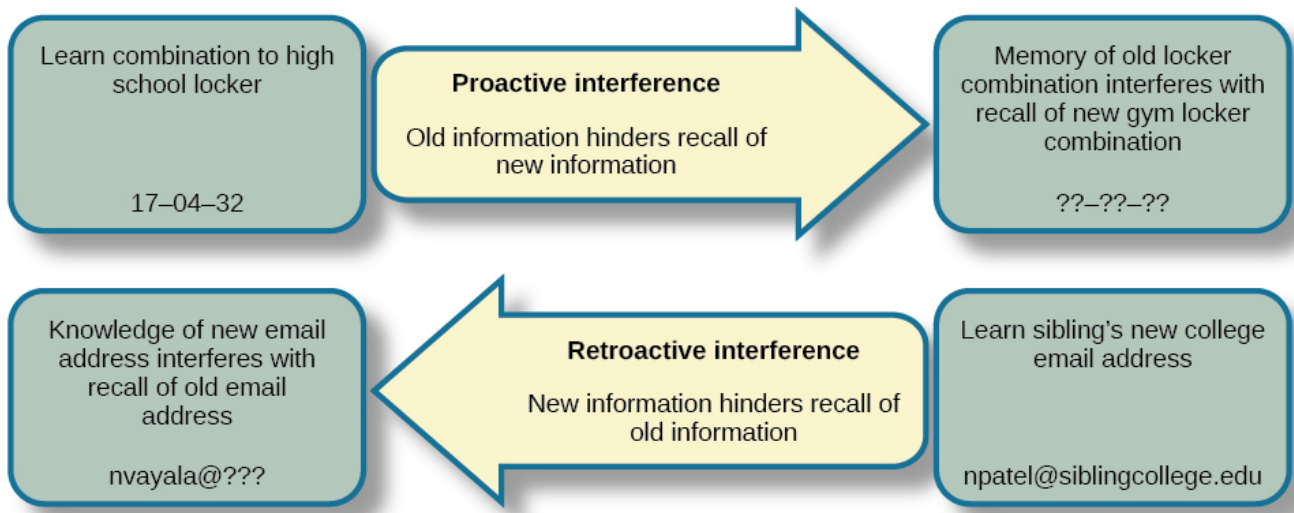 Learn combination to high
school locker
17–04–32
Proactive interference
Old information hinders recall of
new information
Memory of old locker
combination interferes with
recall of new gym locker
combination
??–??–??
Knowledge of new email
address interferes with
recall of old email
address
nvayala@???
Retroactive interference
New information hinders recall of
old information
Learn sibling’s new college
email address
npatel@siblingcollege.edu